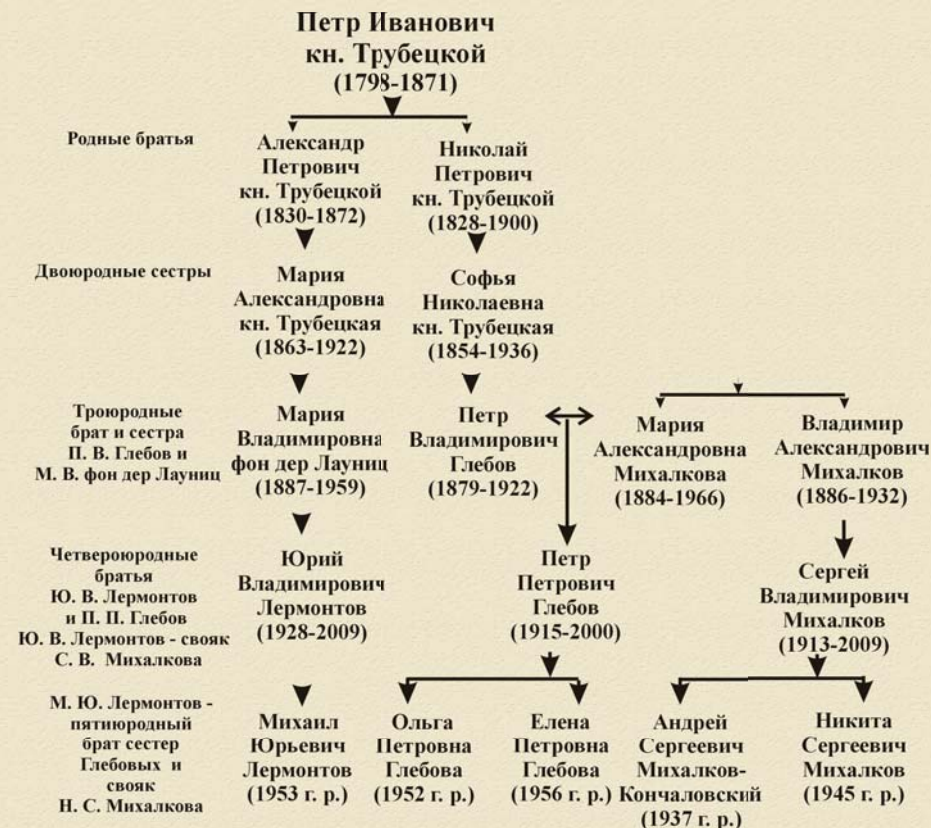 Петр Иванович
кн. Трубецкой
(1798-1871)
Родные братья
Александр
Петрович
кн. Трубецкой
(1830-1872)
Николай
Петрович
кн. Трубецкой
(1828-1900)
Двоюродные сестры
Мария
Александровна
кн. Трубецкая
(1863-1922)
Софья
Николаевна
кн. Трубецкая
(1854-1936)
Троюродные
брат и сестра
П. В. Глебов и
М. В. фон дер Лауниц
Мария
Владимировна
фон дер Лауниц
(1887-1959)
Петр
Владимирович
Глебов
(1879-1922)
Мария
Александровна
Михалкова
(1884-1966)
Владимир
Александрович
Михалков
(1886-1932)
Четвероюродные
братья
Ю. В. Лермонтов
и П. П. Глебов
Ю. В. Лермонтов - свояк
С. В. Михалкова
Юрий
Владимирович
Лермонтов
(1928-2009)
Петр
Петрович
Глебов
(1915-2000)
Сергей
Владимирович
Михалков
(1913-2009)
М. Ю. Лермонтов -
пятиюродный
брат сестер
Глебовых и
свояк
Н. С. Михалкова
Михаил
Юрьевич
Лермонтов
(1953 г. р.)
Ольга
Петровна
Глебова
(1952 г. р.)
Елена
Петровна
Глебова
(1956 г. р.)
Андрей
Сергеевич
Михалков-
Кончаловский
(1937 г. р.)
Никита
Сергеевич
Михалков
(1945 г. р.)